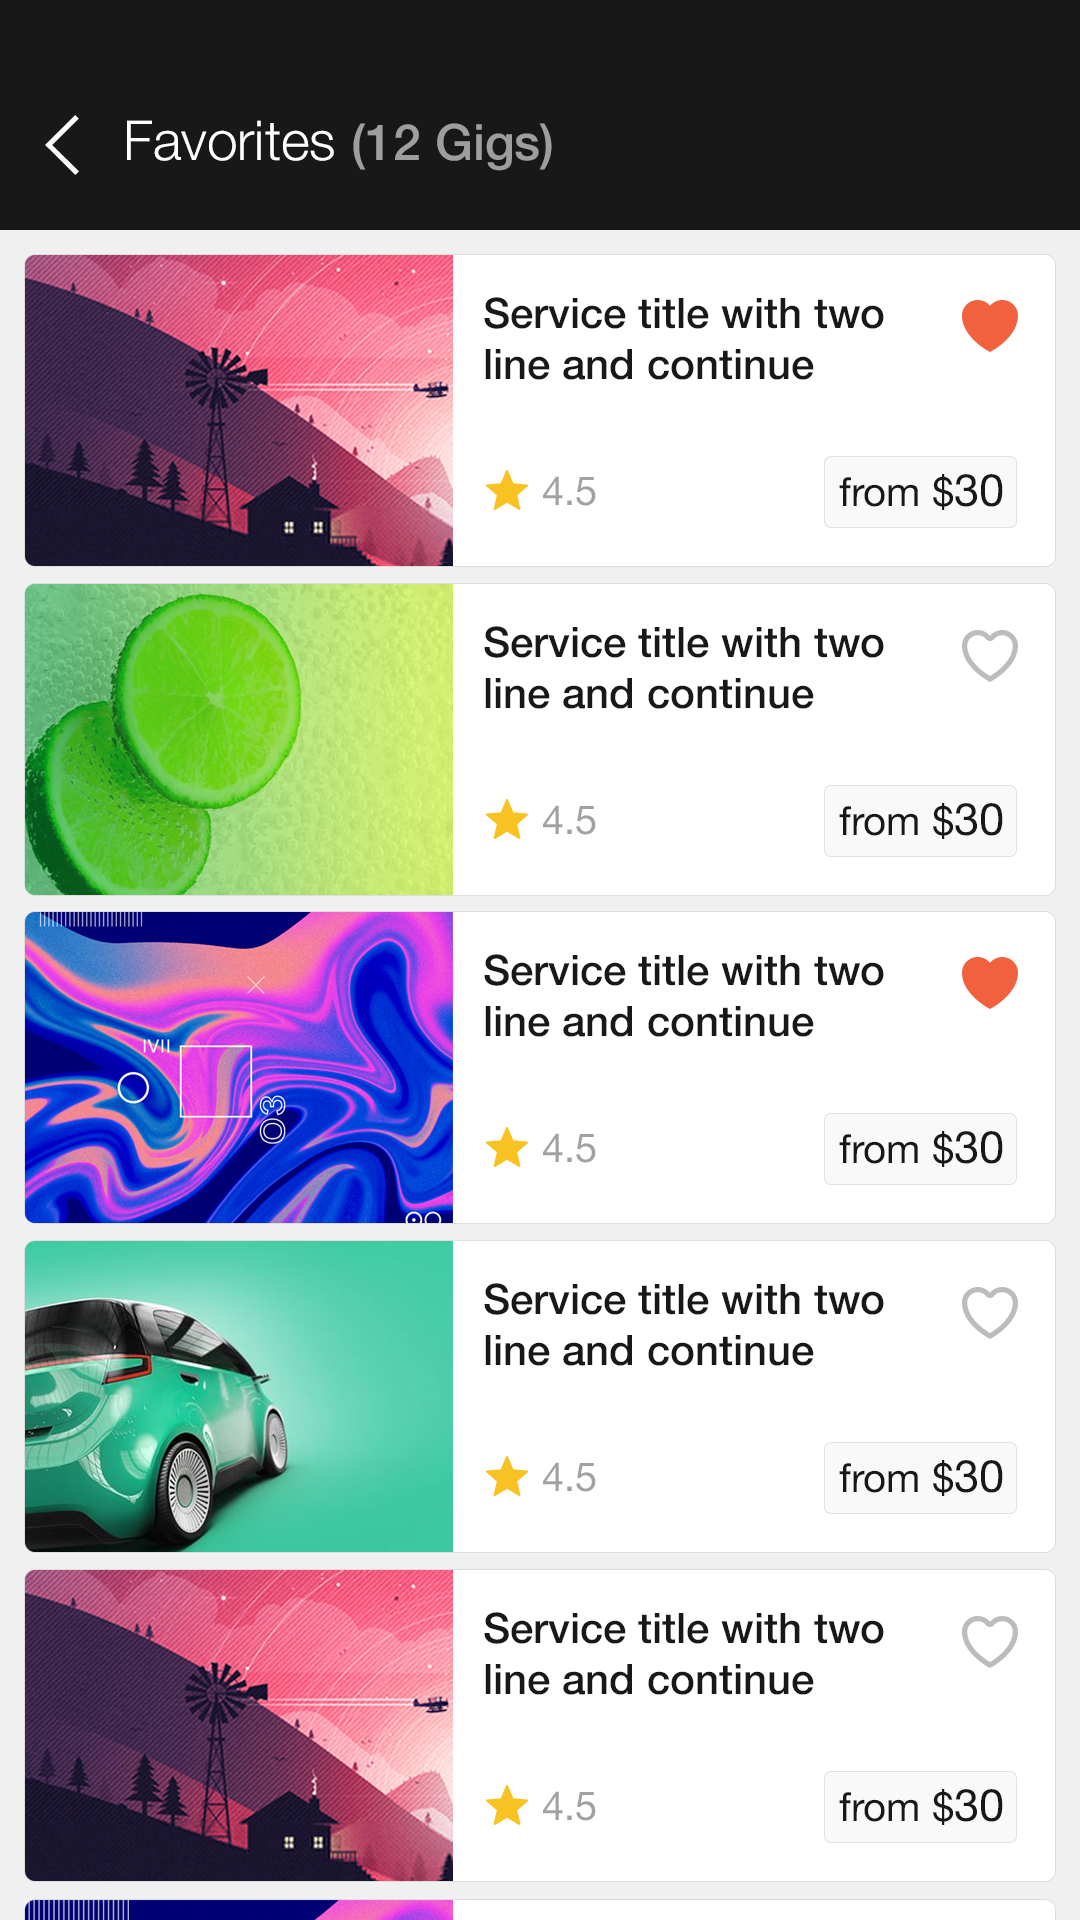 Favorites (12 Gigs)
Service title with two
line and continue
4.5
from $30
Service title with two
line and continue
4.5
from $30
IVII
03
Service title with two
line and continue
4.5
from $30
Service title with two
line and continue
4.5
from $30
Service title with two
line and continue
4.5
from $30